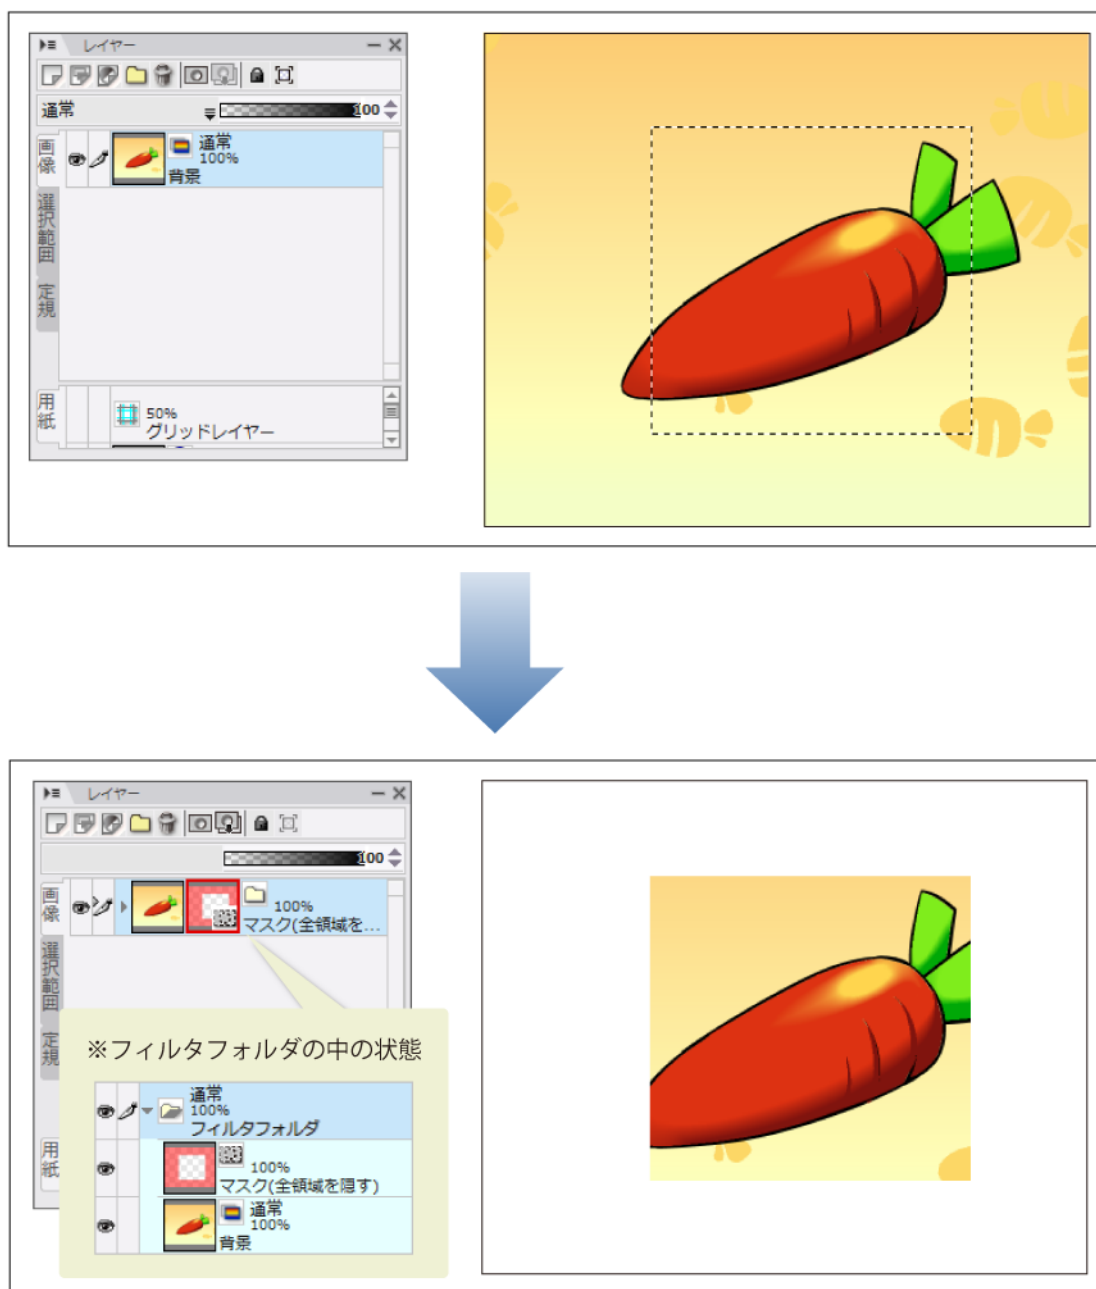 レイヤー
通常
100
画像
通常
100%
背景
選択範囲
定規
用紙
50%
グリッドレイヤー
レイヤー
100
画像
100%
マスク(全領域を...
選択範囲
定規
用紙
※フィルタフォルダの中の状態
通常
100%
フィルタフォルダ
100%
マスク(全領域を隠す)
通常
100%
背景